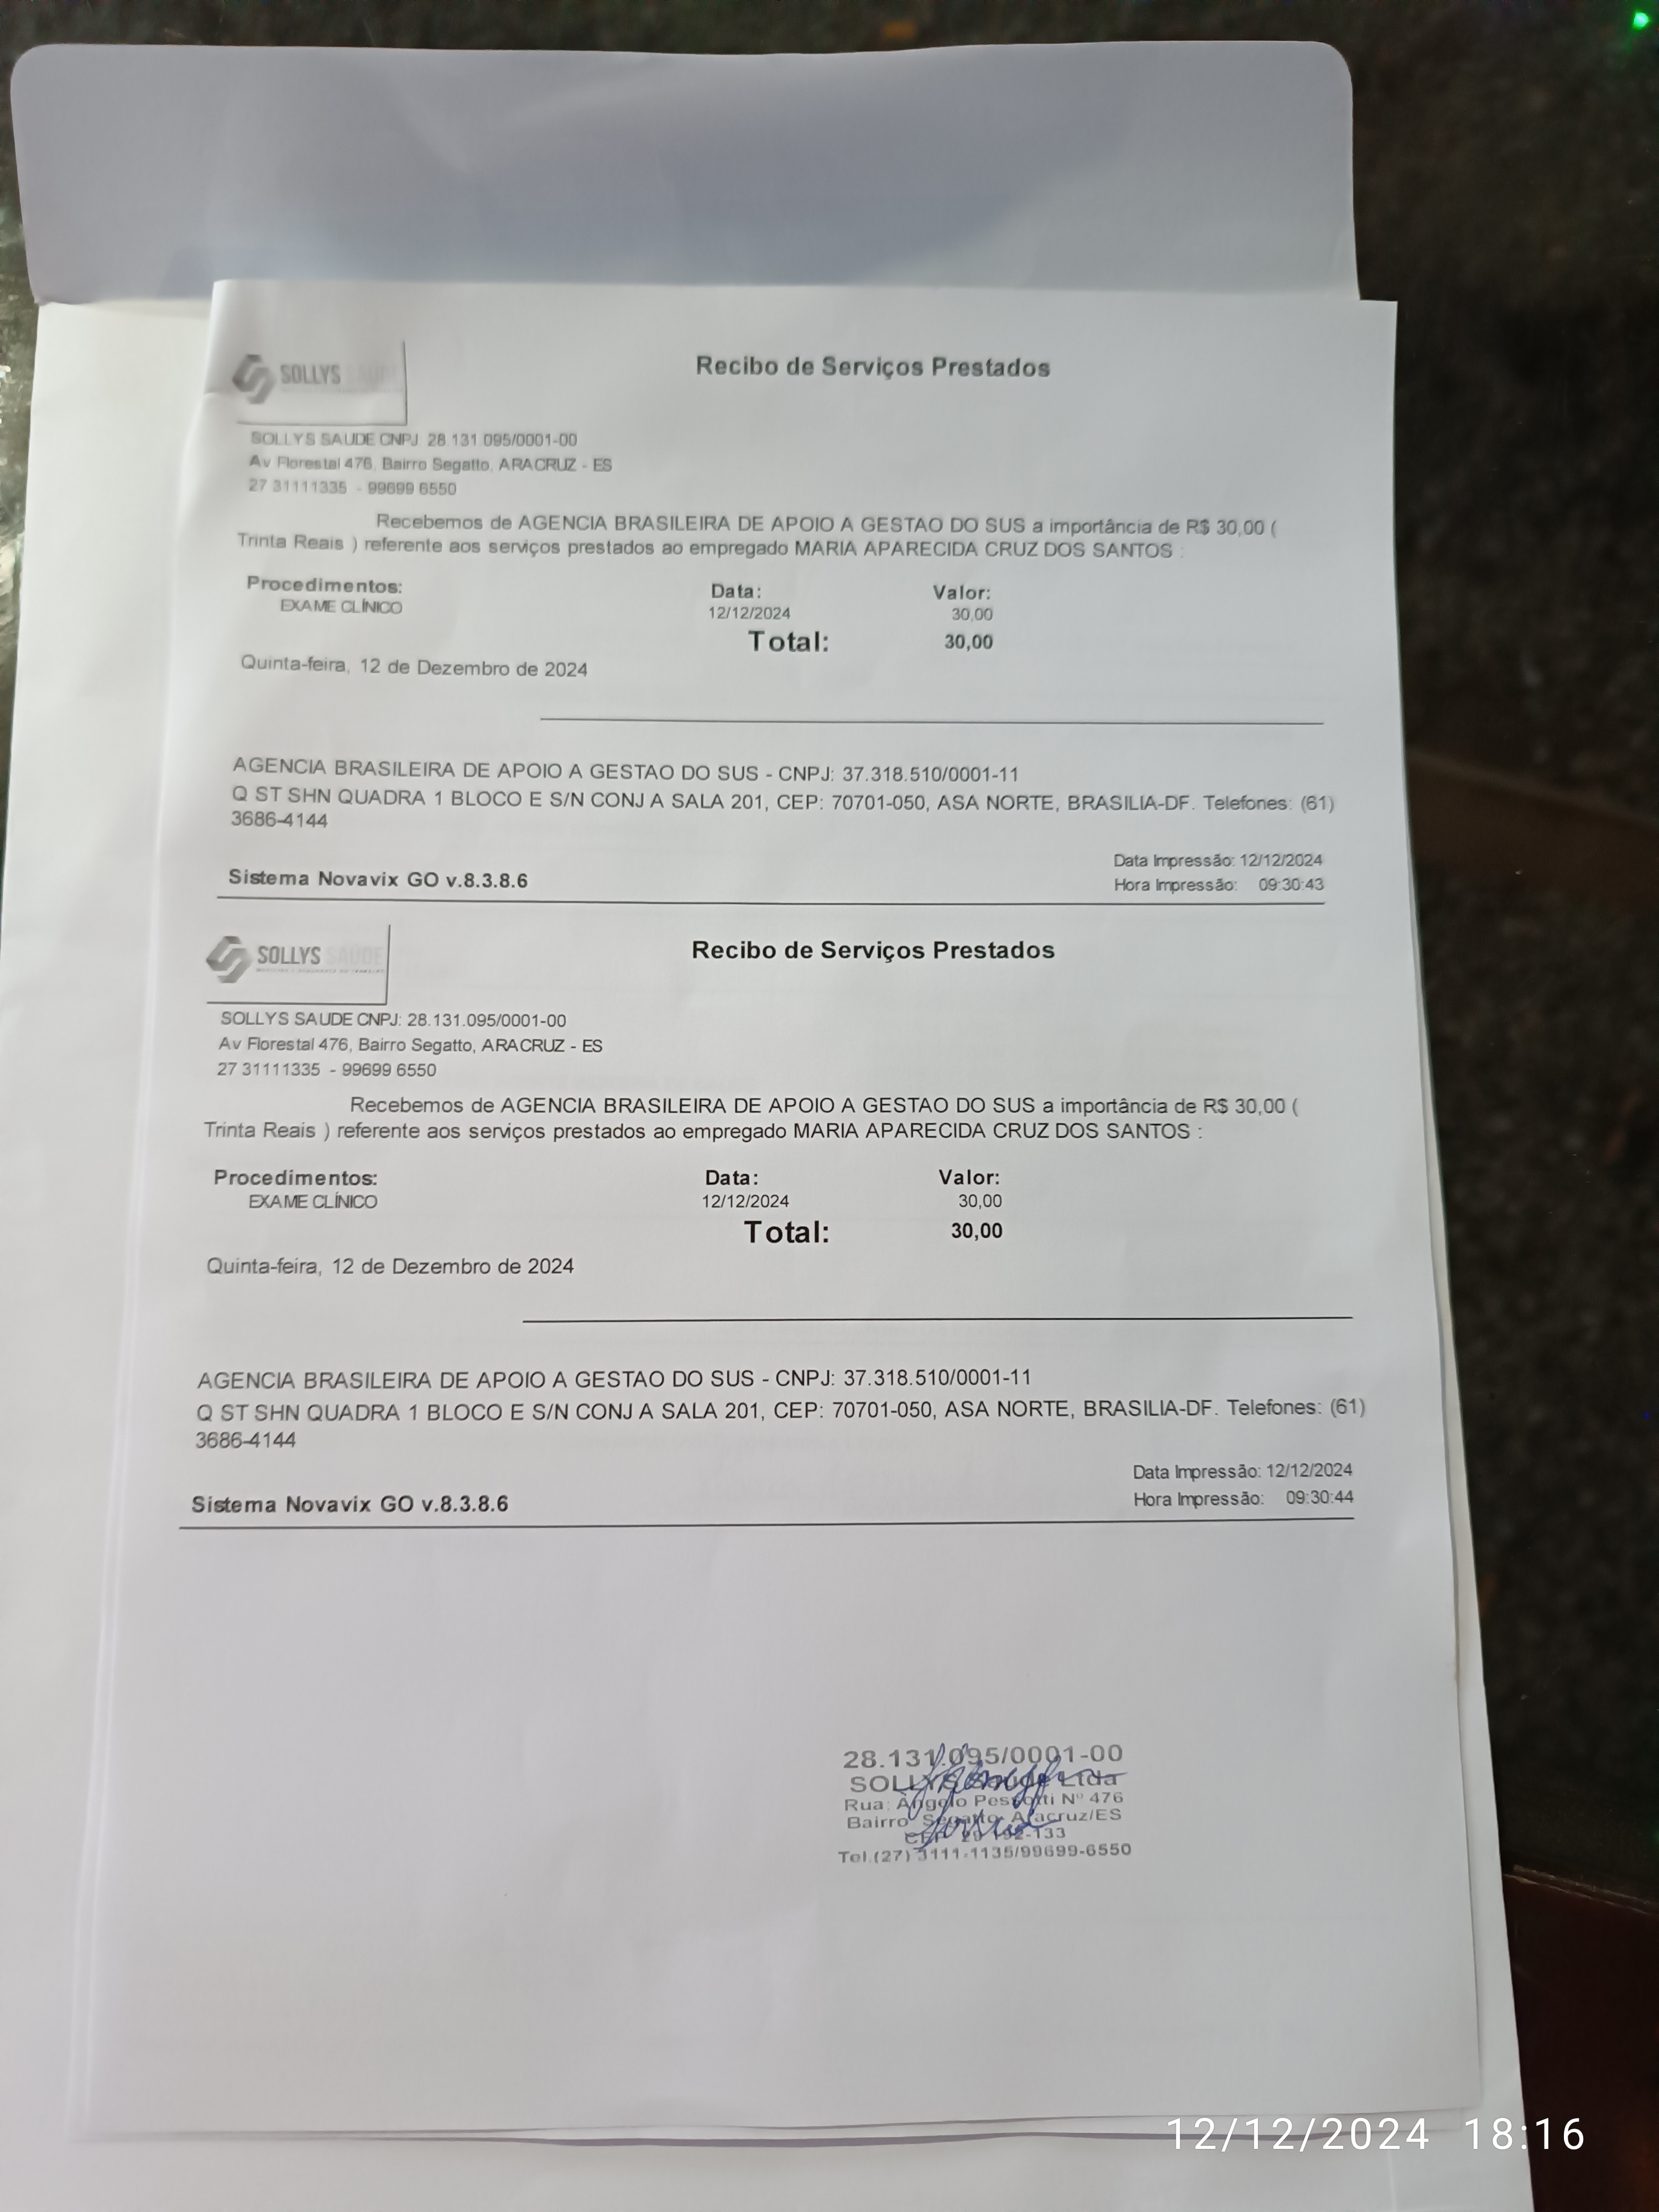 SOLLYS SAÚDE
Recibo de Serviços Prestados
SOLLYS SAUDE CNPJ: 28.131.095/0001-00
Av Florestal 476, Bairro Segatto, ARACRUZ - ES
27 31111335 - 99699 6550
Recebemos de AGENCIA BRASILEIRA DE APOIO A GESTAO DO SUS a importância de R$ 30,00 (
Trinta Reais ) referente aos serviços prestados ao empregado MARIA APARECIDA CRUZ DOS SANTOS :
Procedimentos: Data: Valor:
EXAME CLÍNICO 12/12/2024 30,00
Total: 30,00
Quinta-feira, 12 de Dezembro de 2024
AGENCIA BRASILEIRA DE APOIO A GESTAO DO SUS - CNPJ: 37.318.510/0001-11
Q ST SHN QUADRA 1 BLOCO E S/N CONJ A SALA 201, CEP: 70701-050, ASA NORTE, BRASILIA-DF. Telefones: (61)
3686-4144
Data Impressão: 12/12/2024
Sistema Novavix GO v.8.3.8.6
Hora Impressão: 09:30:43
SOLLYS SAÚDE
Recibo de Serviços Prestados
SOLLYS SAUDE CNPJ: 28.131.095/0001-00
Av Florestal 476, Bairro Segatto, ARACRUZ - ES
27 31111335 - 99699 6550
Recebemos de AGENCIA BRASILEIRA DE APOIO A GESTAO DO SUS a importância de R$ 30,00 (
Trinta Reais ) referente aos serviços prestados ao empregado MARIA APARECIDA CRUZ DOS SANTOS :
Procedimentos: Data: Valor:
EXAME CLÍNICO 12/12/2024 30,00
Total: 30,00
Quinta-feira, 12 de Dezembro de 2024
AGENCIA BRASILEIRA DE APOIO A GESTAO DO SUS - CNPJ: 37.318.510/0001-11
Q ST SHN QUADRA 1 BLOCO E S/N CONJ A SALA 201, CEP: 70701-050, ASA NORTE, BRASILIA-DF. Telefones: (61)
3686-4144
Data Impressão: 12/12/2024
Sistema Novavix GO v.8.3.8.6
Hora Impressão: 09:30:44
28.131.095/0001-00
SOLLYS Saúde Ltda
Rua: Ângelo Pessotti Nº 476
Bairro Segatto Aracruz/ES
CEP 29 192-133
Tel.(27) 3111-1135/99699-6550
12/12/2024 18:16